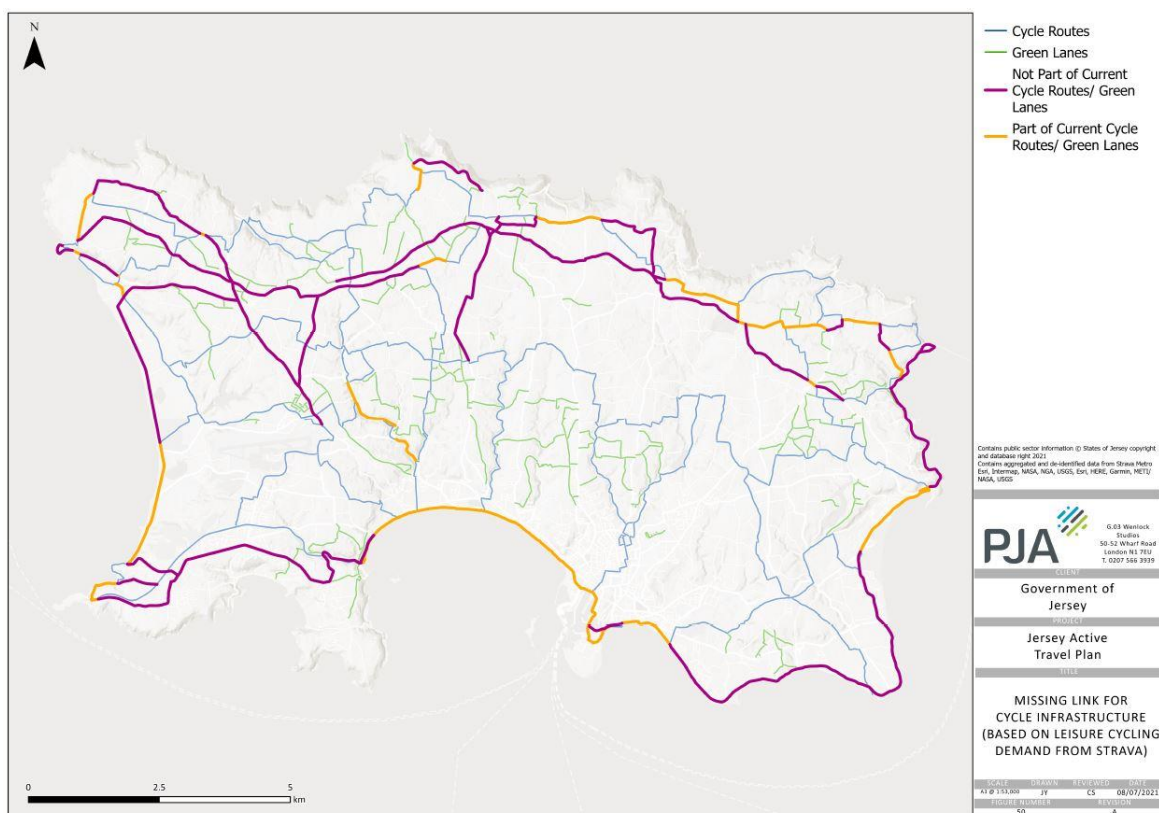 N
Cycle Routes
Green Lanes
Not Part of Current
Cycle Routes/ Green
Lanes
Part of Current Cycle
Routes/ Green Lanes
Contains public sector information © States of Jersey copyright
and database right 2021
Contains aggregated and de-identified data from Strava Metro
Esri, Intermap, NASA, NGA, USGS, Esri, HERE, Garmin, METI/
NASA, USGS
PJA
G.03 Wenlock
Studios
50-52 Wharf Road
London N1 7EU
T. 0207 566 3939
CLIENT
Government of
Jersey
PROJECT
Jersey Active
Travel Plan
TITLE
MISSING LINK FOR
CYCLE INFRASTRUCTURE
(BASED ON LEISURE CYCLING
DEMAND FROM STRAVA)
SCALE DRAWN REVIEWED DATE
A3 @ 1:53,000 JY CS 08/07/2021
FIGURE NUMBER REVISION
50 A
0 2.5 5
km